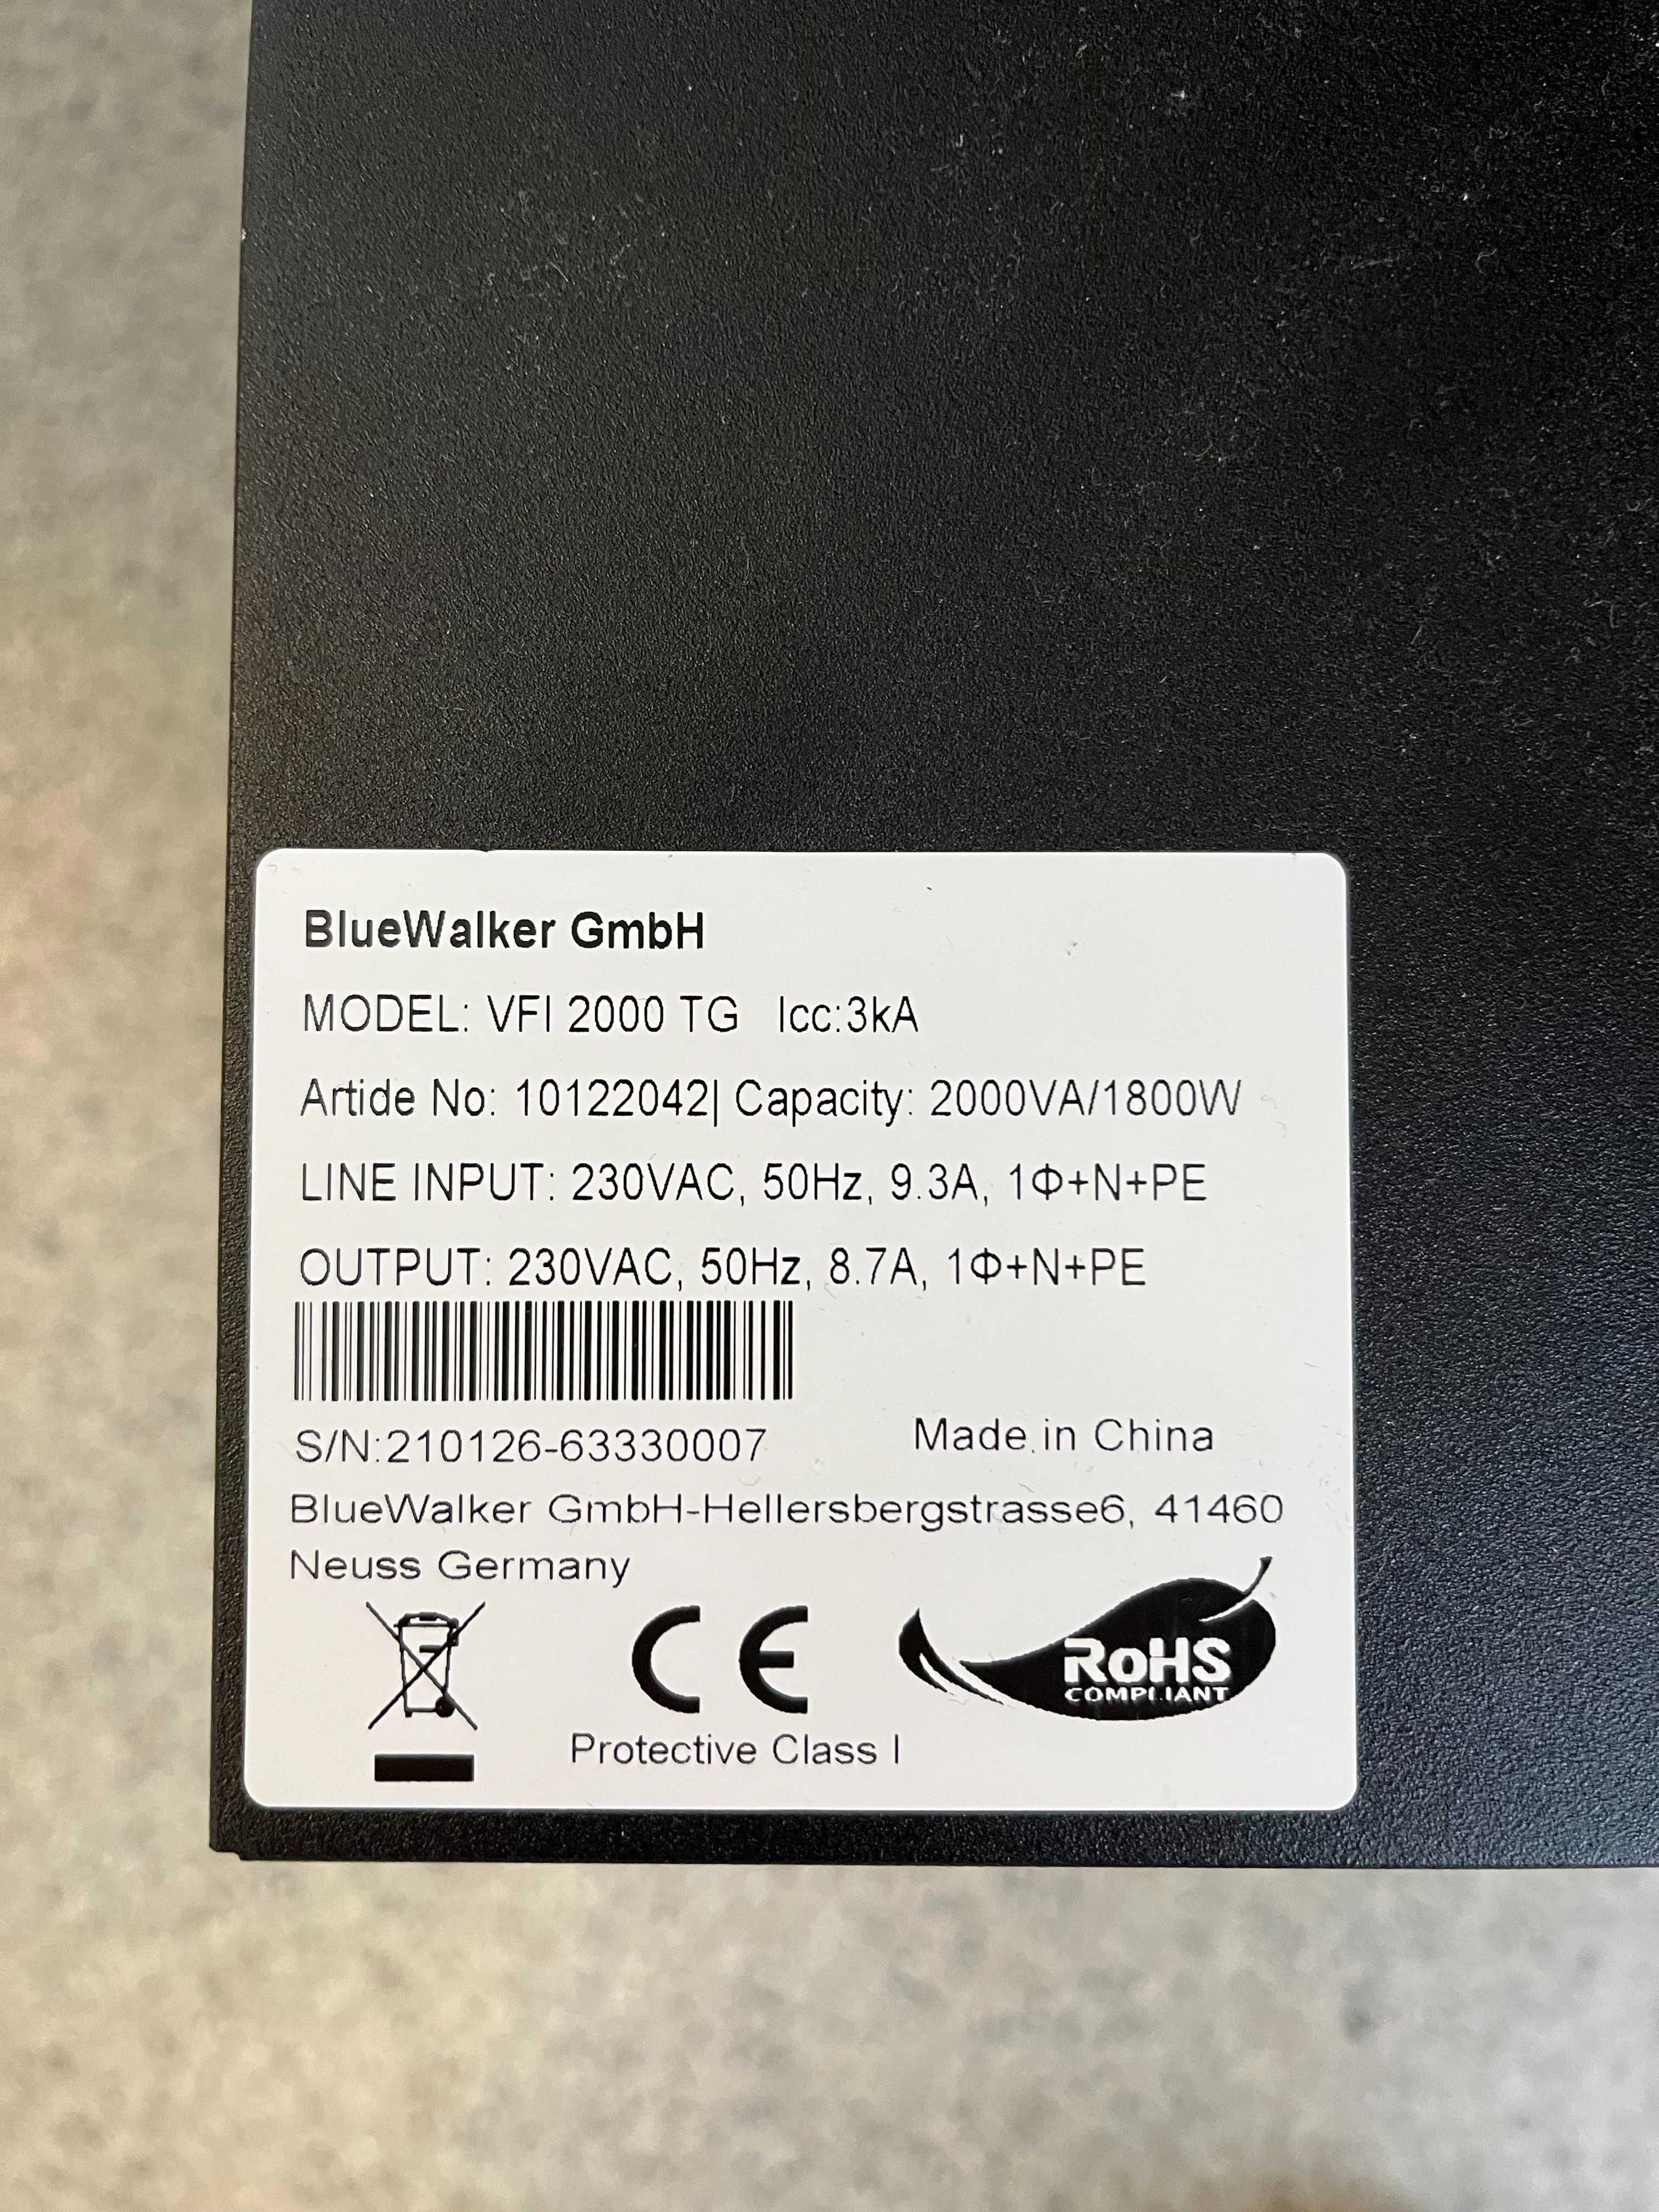 BlueWalker GmbH
MODEL: VFI 2000 TG Icc:3kA
Artide No: 10122042| Capacity: 2000VA/1800W
LINE INPUT: 230VAC, 50Hz, 9.3A, 1Φ+N+PE
OUTPUT: 230VAC, 50Hz, 8.7A, 1Φ+N+PE
S/N:210126-63330007 Made in China
BlueWalker GmbH-Hellersbergstrasse6, 41460
Neuss Germany
CE
RoHS
COMPLIANT
Protective Class I